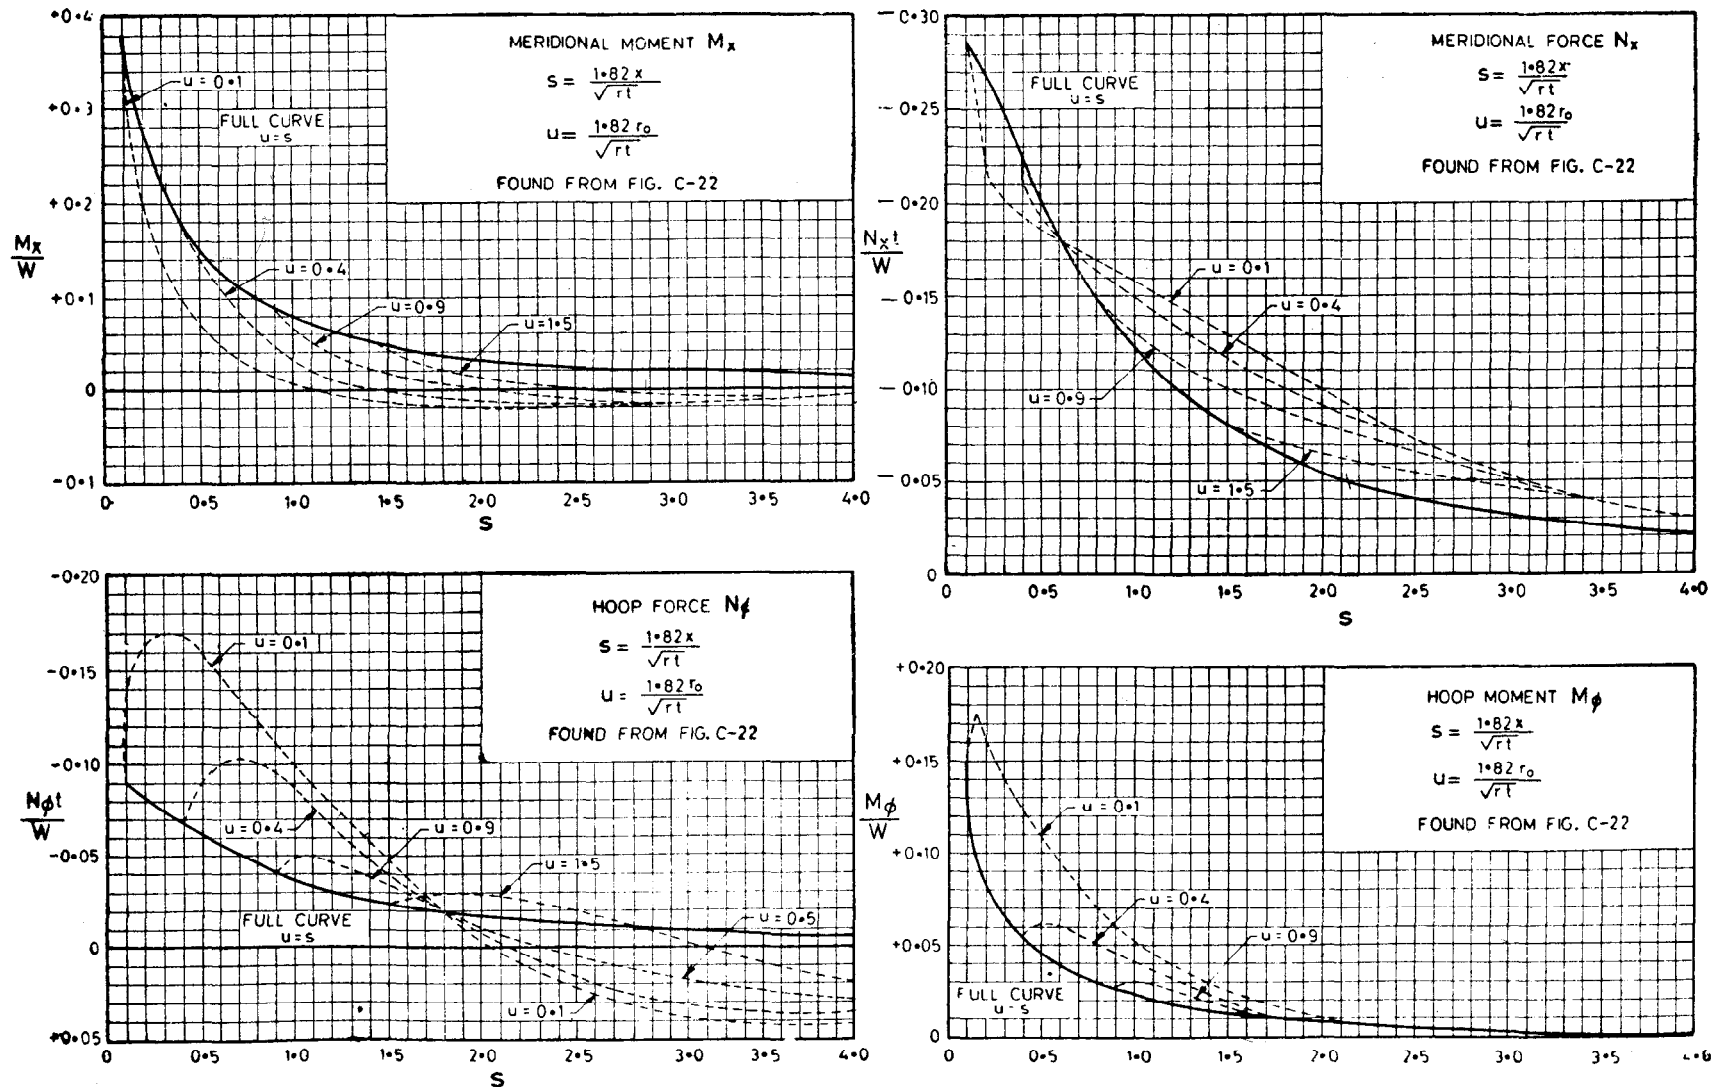 +0.4
+0.3
+0.2
+0.1
0
-0.1
Mx
W
MERIDIONAL MOMENT Mx
s = 1.82 x
√rt
u = 1.82 r₀
√rt
FOUND FROM FIG. C-22
u = 0.1
FULL CURVE
u = s
u = 0.4
u = 0.9
u = 1.5
0 0.5 1.0 1.5 2.0 2.5 3.0 3.5 4.0
S
- 0.30
- 0.25
- 0.20
- 0.15
- 0.10
- 0.05
0
Nx t
W
MERIDIONAL FORCE Nx
s = 1.82 x
√rt
u = 1.82 r₀
√rt
FOUND FROM FIG. C-22
FULL CURVE
u = s
u = 0.1
u = 0.4
u = 0.9
u = 1.5
0 0.5 1.0 1.5 2.0 2.5 3.0 3.5 4.0
S
-0.20
-0.15
-0.10
-0.05
0
+0.05
Nϕ t
W
HOOP FORCE Nϕ
s = 1.82 x
√rt
u = 1.82 r₀
√rt
FOUND FROM FIG. C-22
u = 0.1
u = 0.4
u = 0.9
u = 1.5
u = 0.5
FULL CURVE
u = s
u = 0.1
0 0.5 1.0 1.5 2.0 2.5 3.0 3.5 4.0
S
+0.20
+0.15
+0.10
+0.05
0
Mϕ
W
HOOP MOMENT Mϕ
s = 1.82 x
√rt
u = 1.82 r₀
√rt
FOUND FROM FIG. C-22
u = 0.1
u = 0.4
u = 0.9
FULL CURVE
u = s
0 0.5 1.0 1.5 2.0 2.5 3.0 3.5 4.0